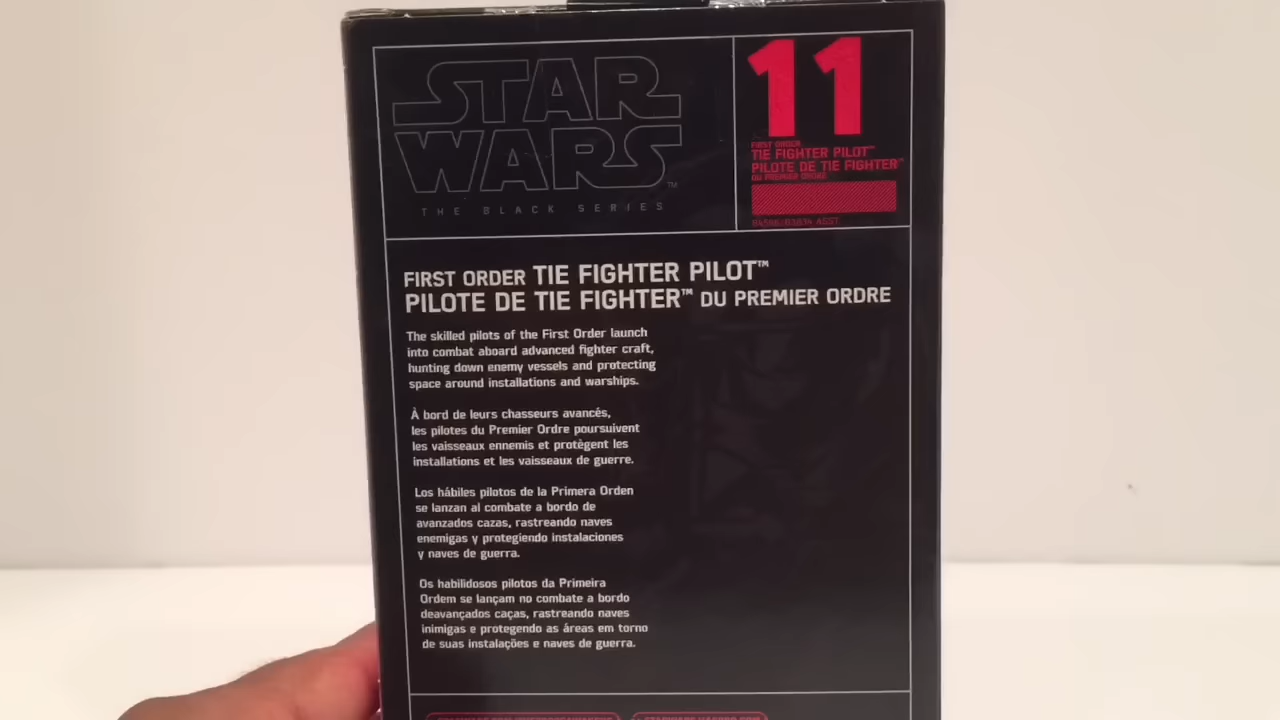 STAR
WARS™
THE BLACK SERIES
11
FIRST ORDER
TIE FIGHTER PILOT™
PILOTE DE TIE FIGHTER™
DU PREMIER ORDRE
ASST
FIRST ORDER TIE FIGHTER PILOT™
PILOTE DE TIE FIGHTER™ DU PREMIER ORDRE
The skilled pilots of the First Order launch
into combat aboard advanced fighter craft,
hunting down enemy vessels and protecting
space around installations and warships.
À bord de leurs chasseurs avancés,
les pilotes du Premier Ordre poursuivent
les vaisseaux ennemis et protègent les
installations et les vaisseaux de guerre.
Los hábiles pilotos de la Primera Orden
se lanzan al combate a bordo de
avanzados cazas, rastreando naves
enemigas y protegiendo instalaciones
y naves de guerra.
Os habilidosos pilotos da Primeira
Ordem se lançam no combate a bordo
deavançados caças, rastreando naves
inimigas e protegendo as áreas em torno
de suas instalações e naves de guerra.